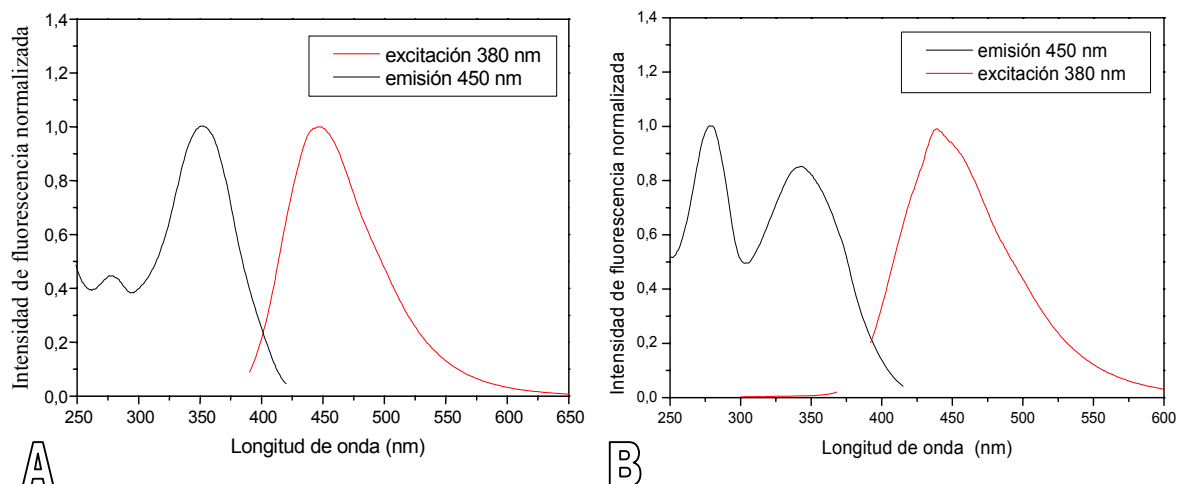 1,4
1,2
1,0
0,8
0,6
0,4
0,2
0,0
Intensidad de fluorescencia normalizada
excitación 380 nm
emisión 450 nm
250 300 350 400 450 500 550 600 650
Longitud de onda (nm)
A
1,4
1,2
1,0
0,8
0,6
0,4
0,2
0,0
Intensidad de fluorescencia normalizada
emisión 450 nm
excitación 380 nm
250 300 350 400 450 500 550 600
Longitud de onda (nm)
B